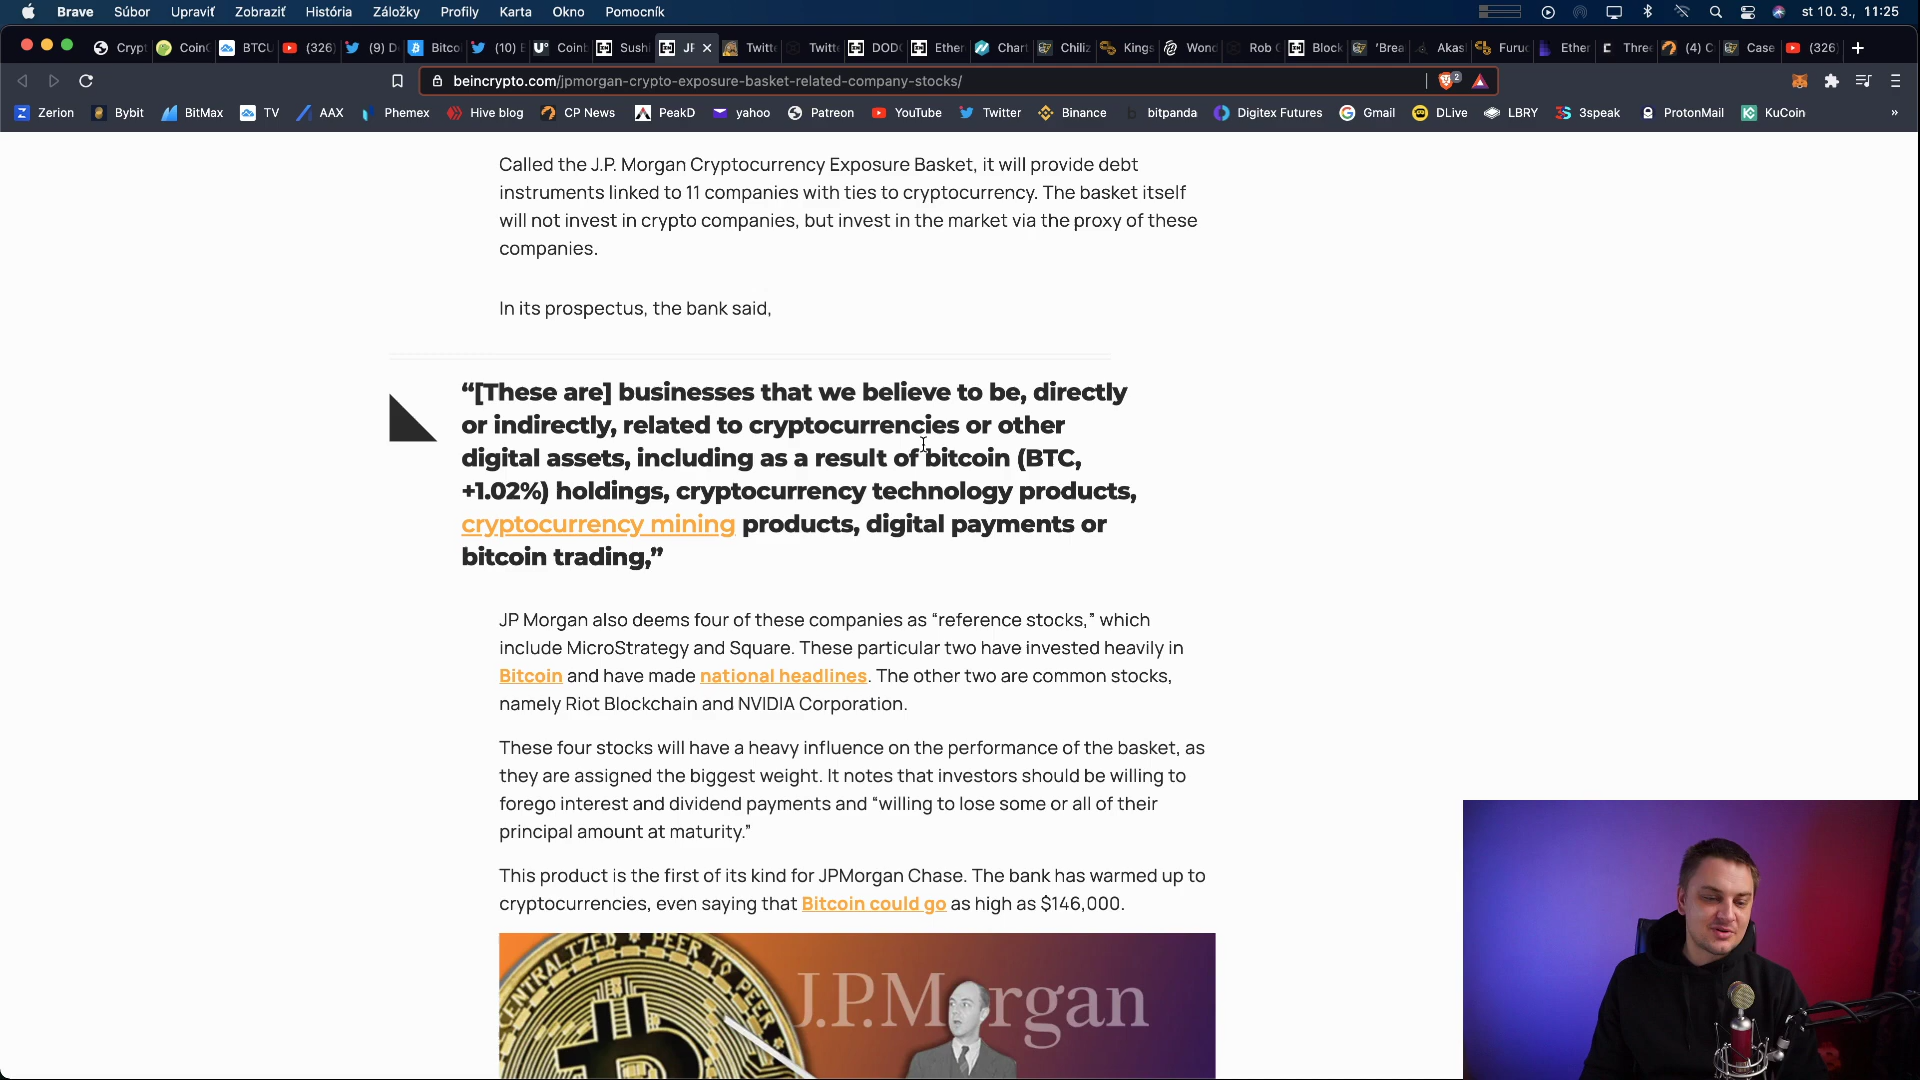 Brave Súbor Upraviť Zobraziť História Záložky Profily Karta Okno Pomocník st 10. 3., 11:25
Crypt CoinG BTCU (326) (9) D Bitco (10) E Coinb Sushi JP Twitte Twitte DODO Ether Chart Chiliz Kings Wond Rob C Block 'Brea Akas Furuc Ether Three (4) C Case (326)
beincrypto.com/jpmorgan-crypto-exposure-basket-related-company-stocks/ 2
Zerion Bybit BitMax TV AAX Phemex Hive blog CP News PeakD yahoo Patreon YouTube Twitter Binance bitpanda Digitex Futures Gmail DLive LBRY 3speak ProtonMail KuCoin »
Called the J.P. Morgan Cryptocurrency Exposure Basket, it will provide debt
instruments linked to 11 companies with ties to cryptocurrency. The basket itself
will not invest in crypto companies, but invest in the market via the proxy of these
companies.
In its prospectus, the bank said,
“[These are] businesses that we believe to be, directly
or indirectly, related to cryptocurrencies or other
digital assets, including as a result of bitcoin (BTC,
+1.02%) holdings, cryptocurrency technology products,
cryptocurrency mining products, digital payments or
bitcoin trading,”
JP Morgan also deems four of these companies as “reference stocks,” which
include MicroStrategy and Square. These particular two have invested heavily in
Bitcoin and have made national headlines. The other two are common stocks,
namely Riot Blockchain and NVIDIA Corporation.
These four stocks will have a heavy influence on the performance of the basket, as
they are assigned the biggest weight. It notes that investors should be willing to
forego interest and dividend payments and “willing to lose some or all of their
principal amount at maturity.”
This product is the first of its kind for JPMorgan Chase. The bank has warmed up to
cryptocurrencies, even saying that Bitcoin could go as high as $146,000.
J.P.Morgan